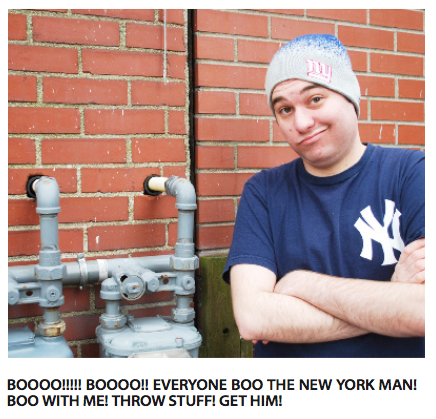 NY
NY
BOOOO!!!!! BOOOO!! EVERYONE BOO THE NEW YORK MAN!
BOO WITH ME! THROW STUFF! GET HIM!